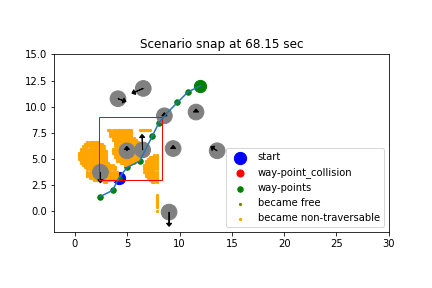 Scenario snap at 68.15 sec
15.0
12.5
10.0
7.5
5.0
2.5
0.0
0
5
10
15
20
25
30
start
way-point_collision
way-points
became free
became non-traversable